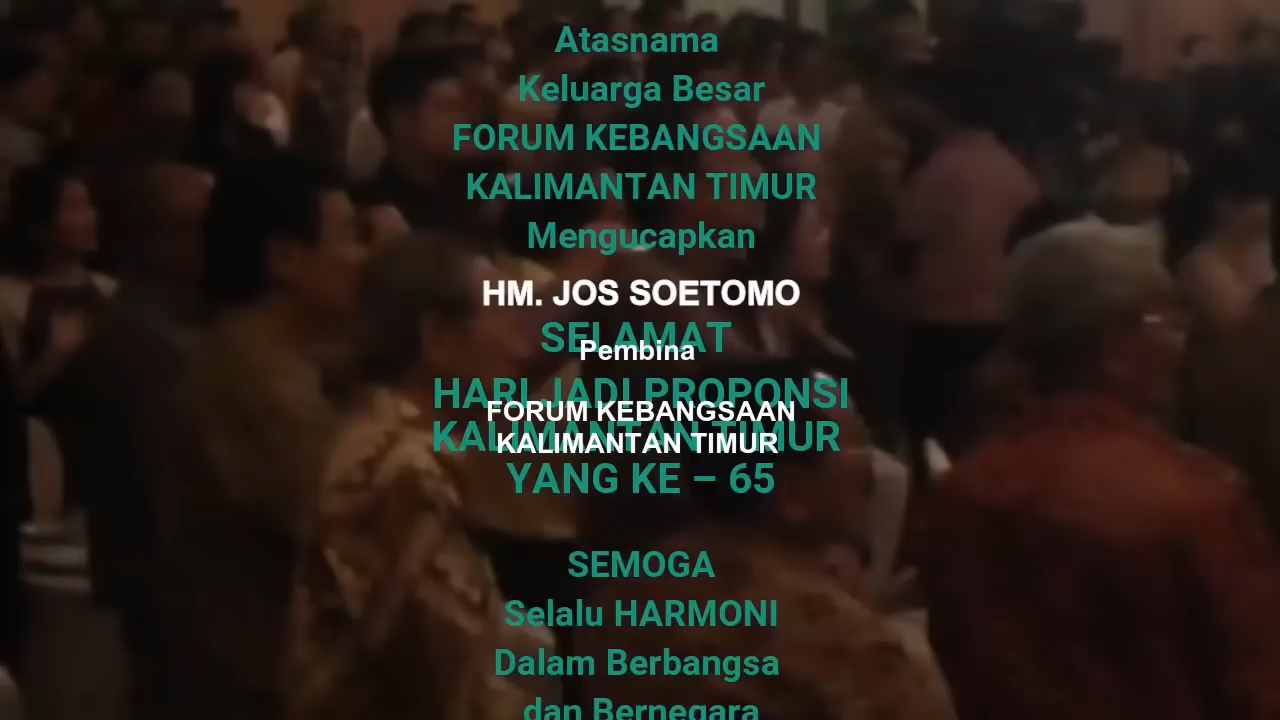 Atasnama
Keluarga Besar
FORUM KEBANGSAAN
KALIMANTAN TIMUR
Mengucapkan
HM. JOS SOETOMO
SELAMAT
Pembina
HARI JADI PROPONSI
FORUM KEBANGSAAN
KALIMANTAN TIMUR
KALIMANTAN TIMUR
YANG KE – 65
SEMOGA
Selalu HARMONI
Dalam Berbangsa
dan Bernegara